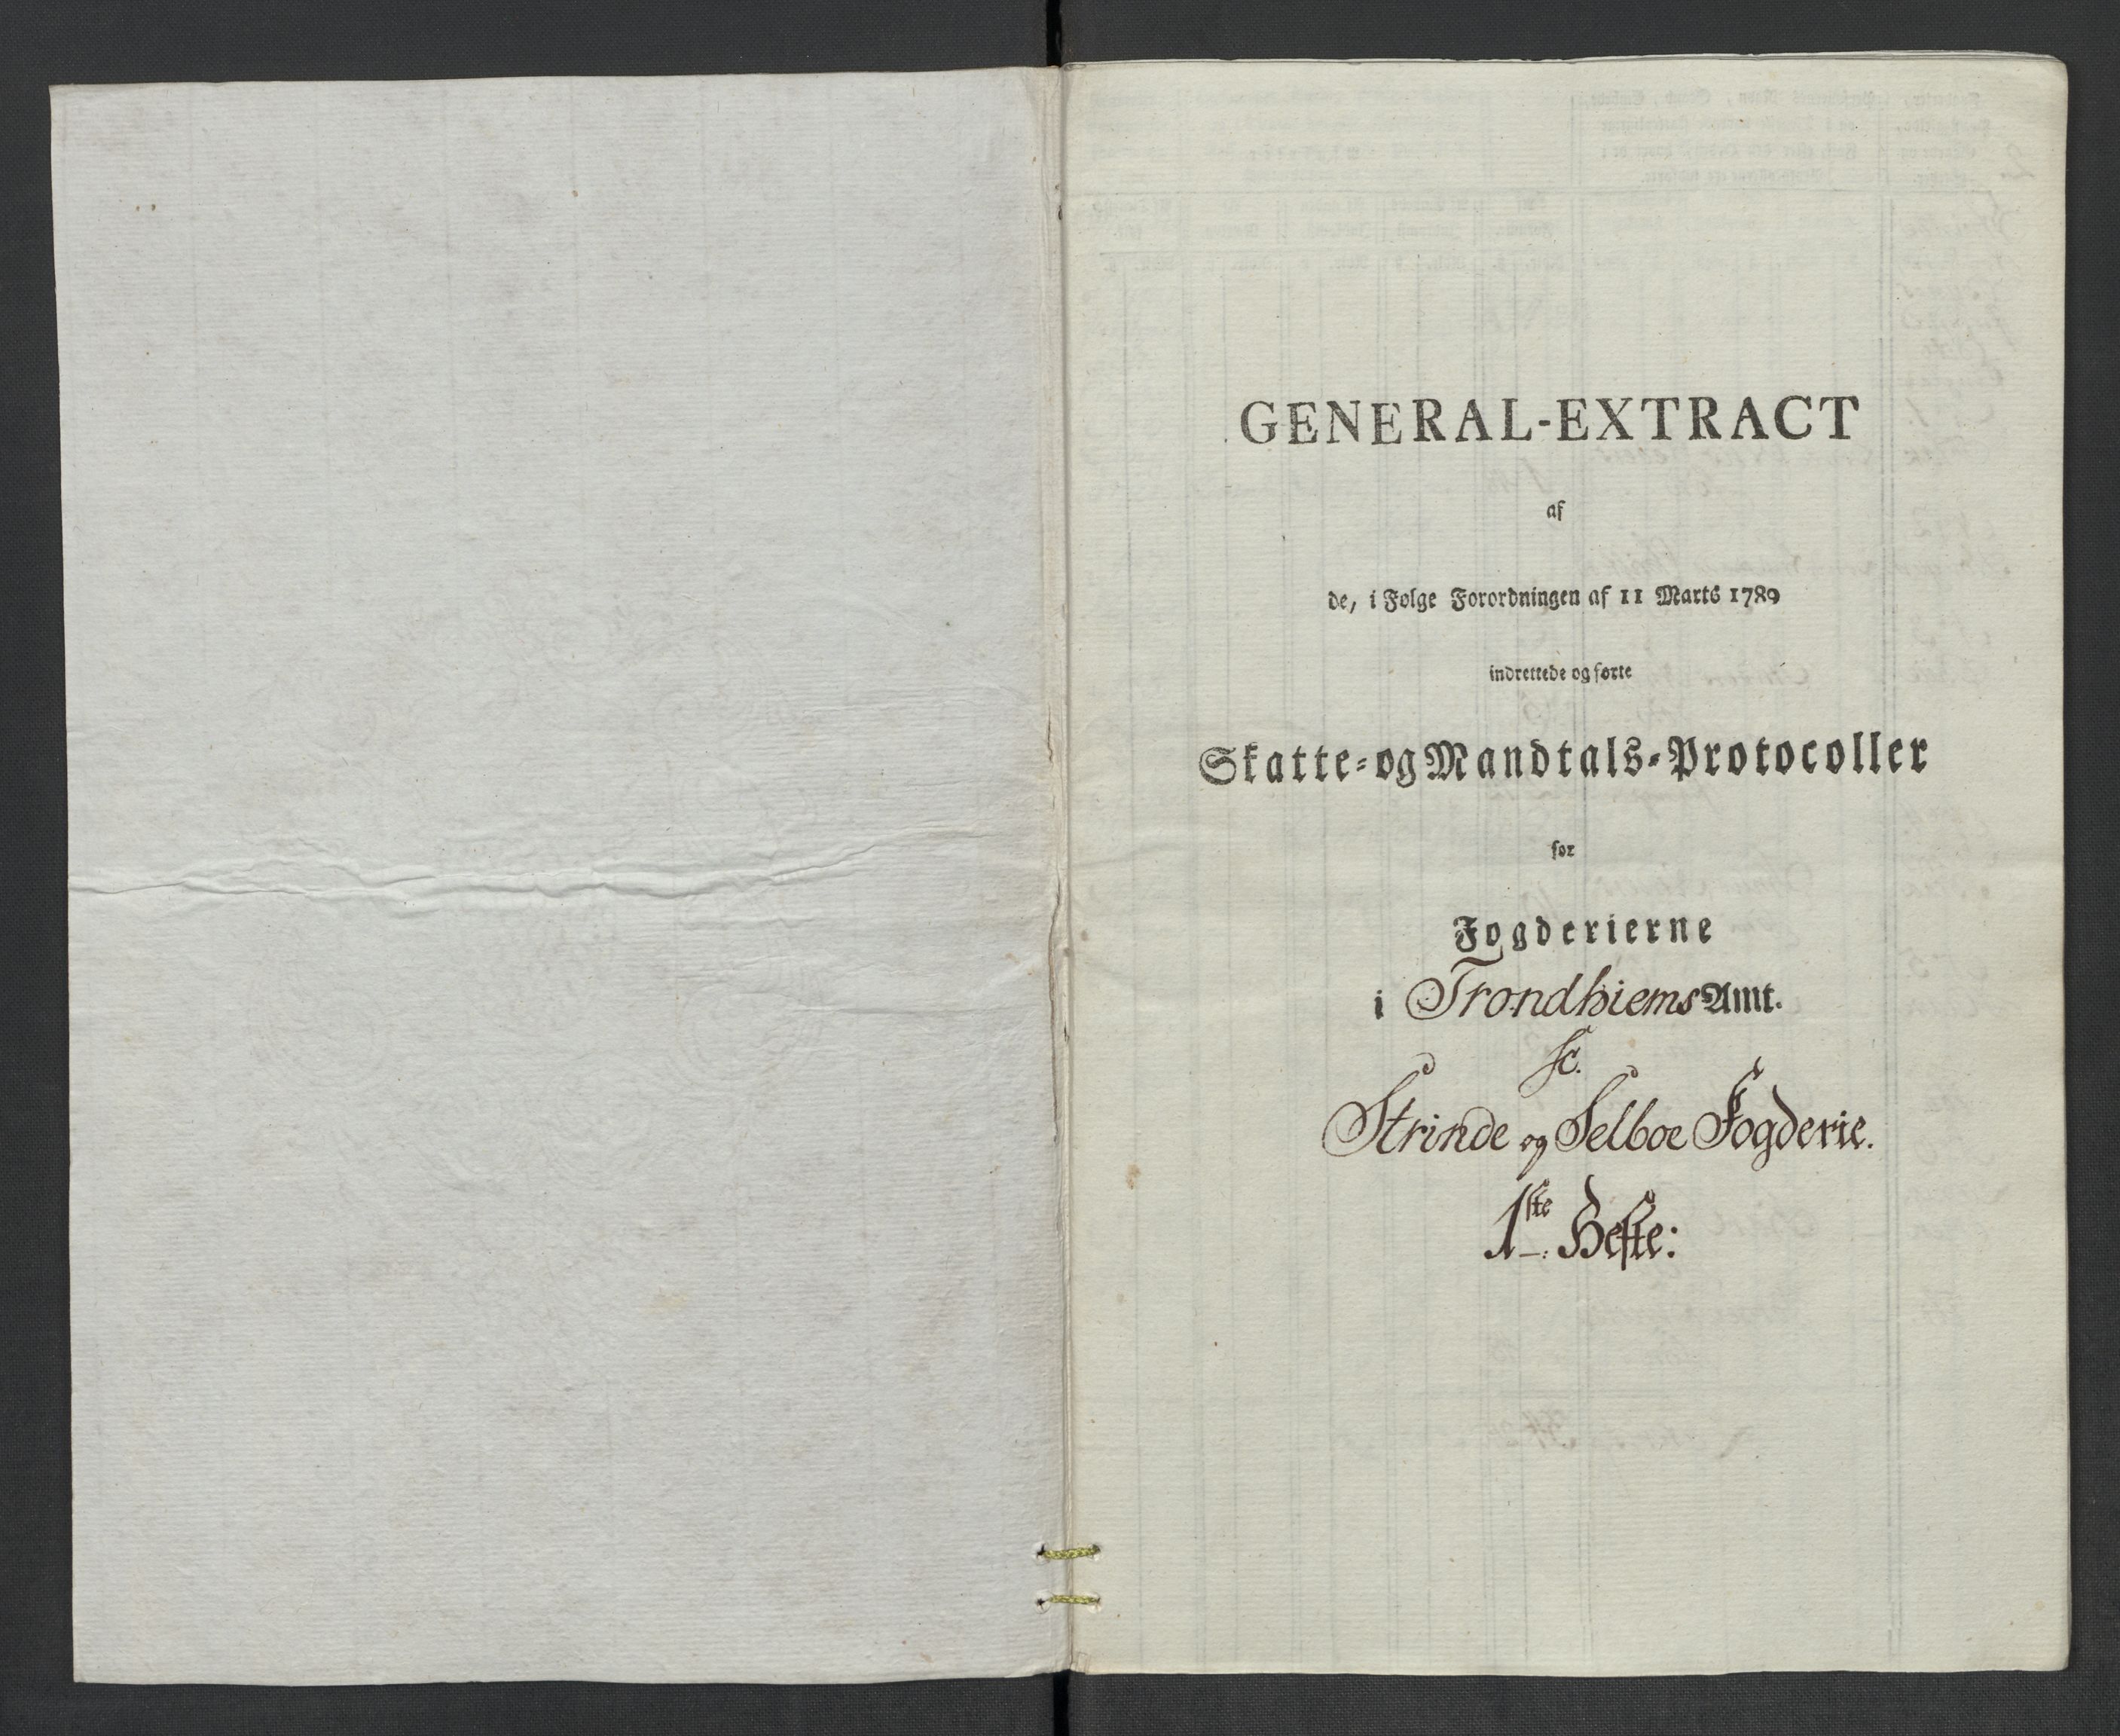 GENERAL-EXTRACT
af
de, i Følge Forordningen af 11 Marts 1789
indrettede og førte
Skatte- og Mandtals-Protocoller
for
Fogderierne
i Trondhiems Amt.
sc.
Strinde og Selboe Fogderie.
1ste Hefte: